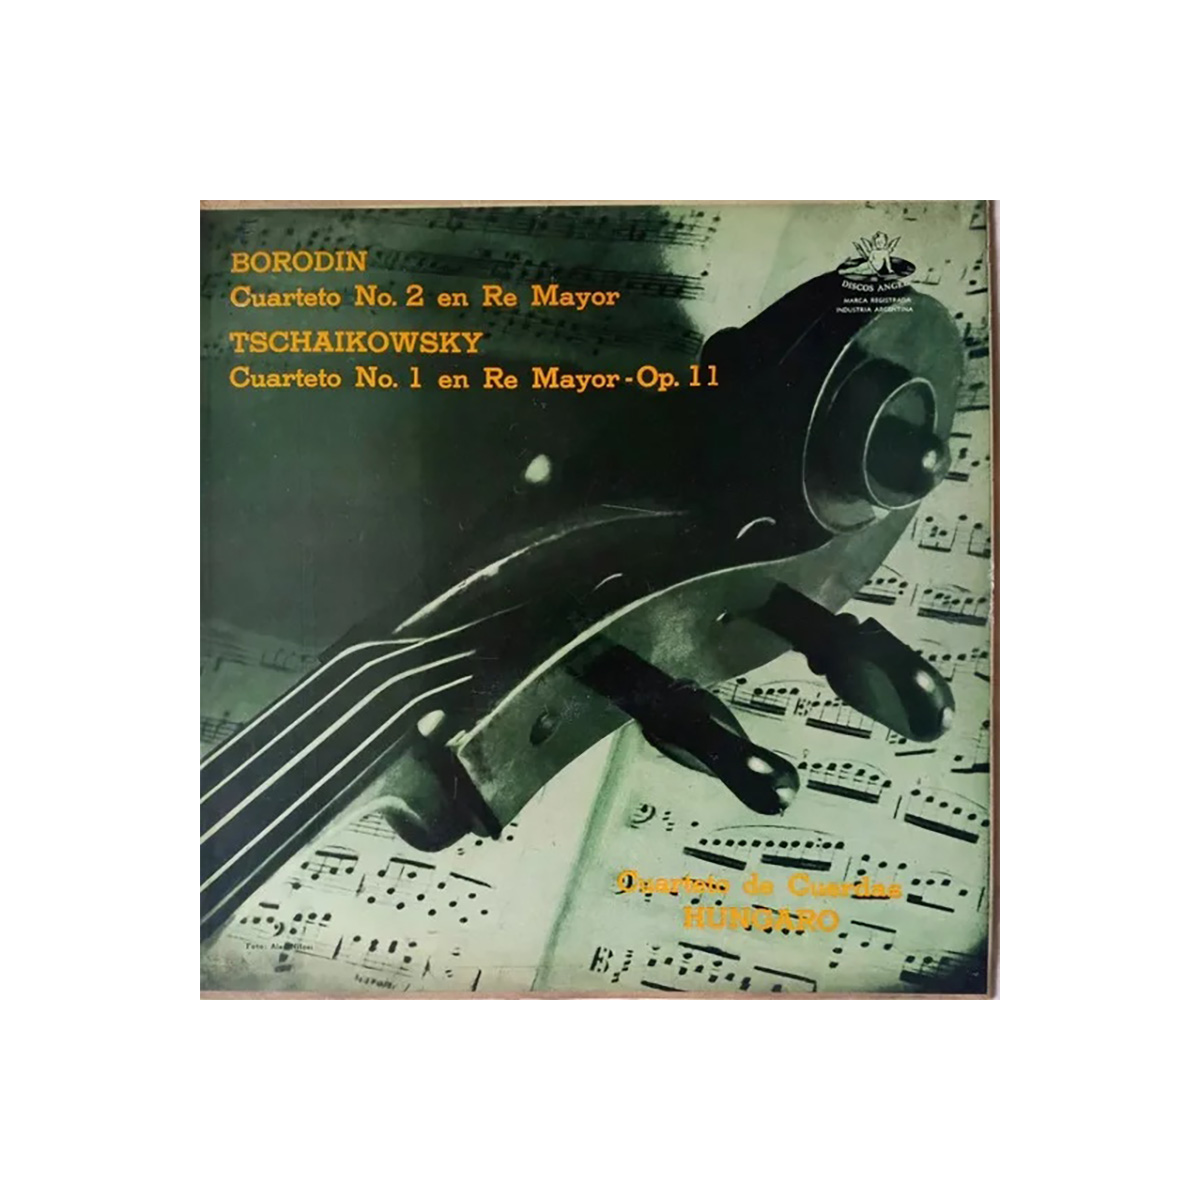 BORODIN
Cuarteto No. 2 en Re Mayor
TSCHAIKOWSKY
Cuarteto No. 1 en Re Mayor - Op. 11
DISCOS ANGEL
MARCA REGISTRADA
INDUSTRIA ARGENTINA
Cuarteto de Cuerdas
HUNGARO
Foto: